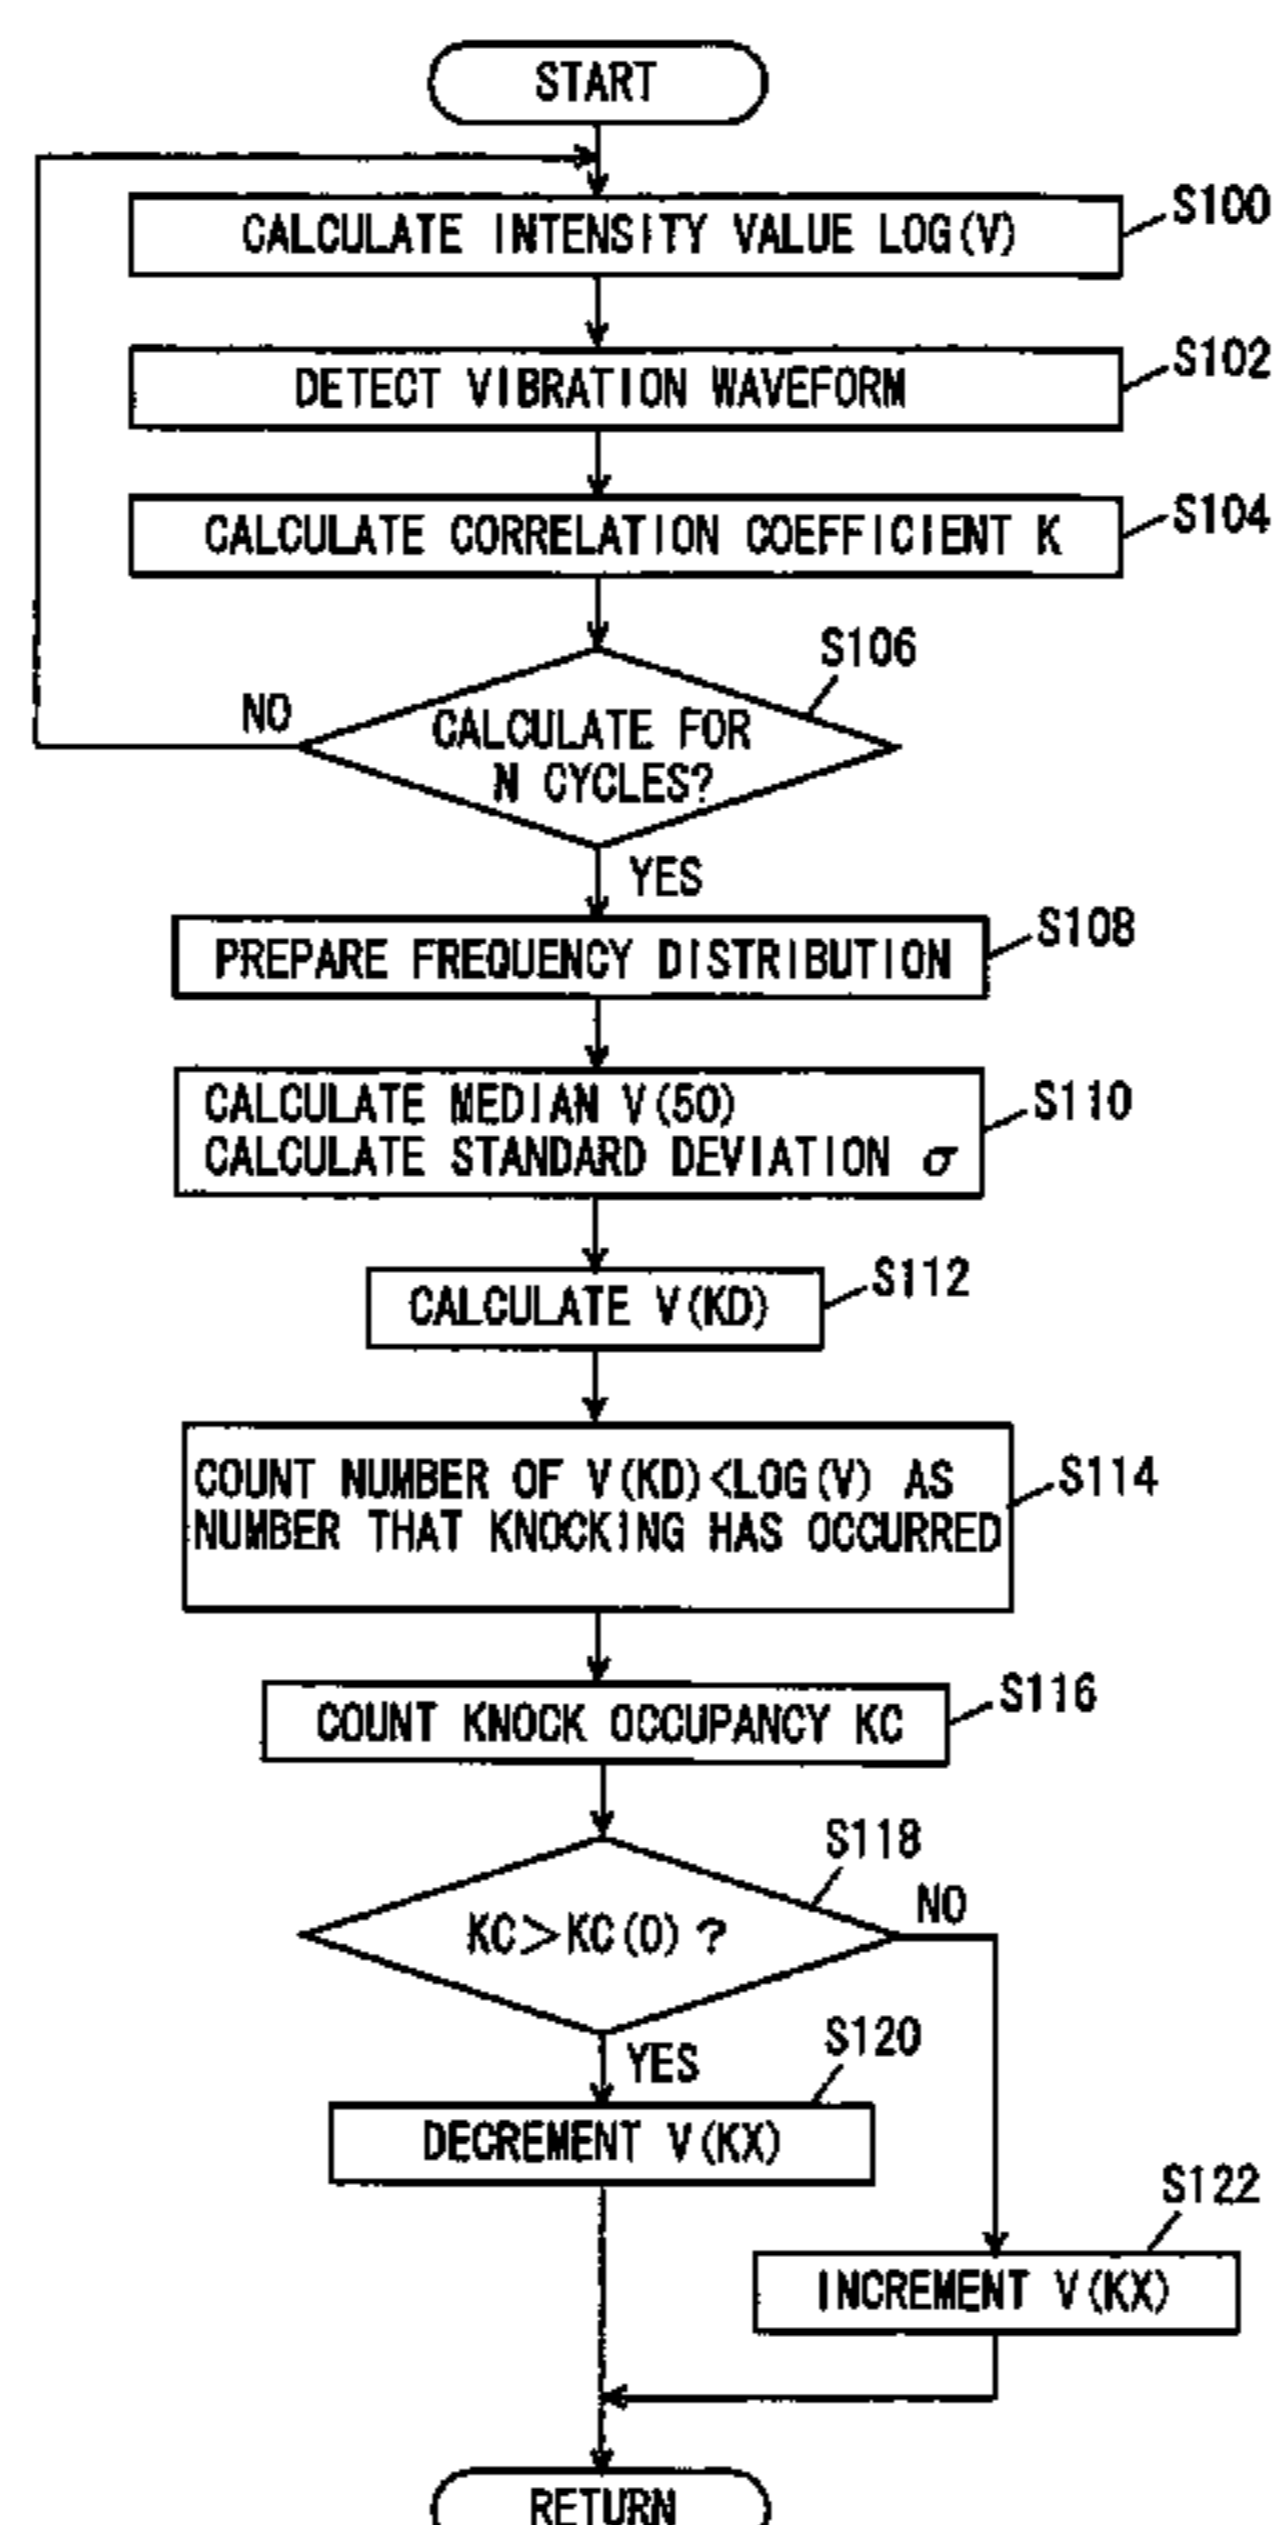 START
CALCULATE INTENSITY VALUE LOG(V)
S100
DETECT VIBRATION WAVEFORM
S102
CALCULATE CORRELATION COEFFICIENT K
S104
S106
NO
CALCULATE FOR
N CYCLES?
YES
PREPARE FREQUENCY DISTRIBUTION
S108
CALCULATE MEDIAN V(50)
CALCULATE STANDARD DEVIATION σ
S110
CALCULATE V(KD)
S112
COUNT NUMBER OF V(KD)<LOG(V) AS
NUMBER THAT KNOCKING HAS OCCURRED
S114
COUNT KNOCK OCCUPANCY KC
S116
S118
KC>KC(0)?
NO
YES
S120
DECREMENT V(KX)
S122
INCREMENT V(KX)
RETURN